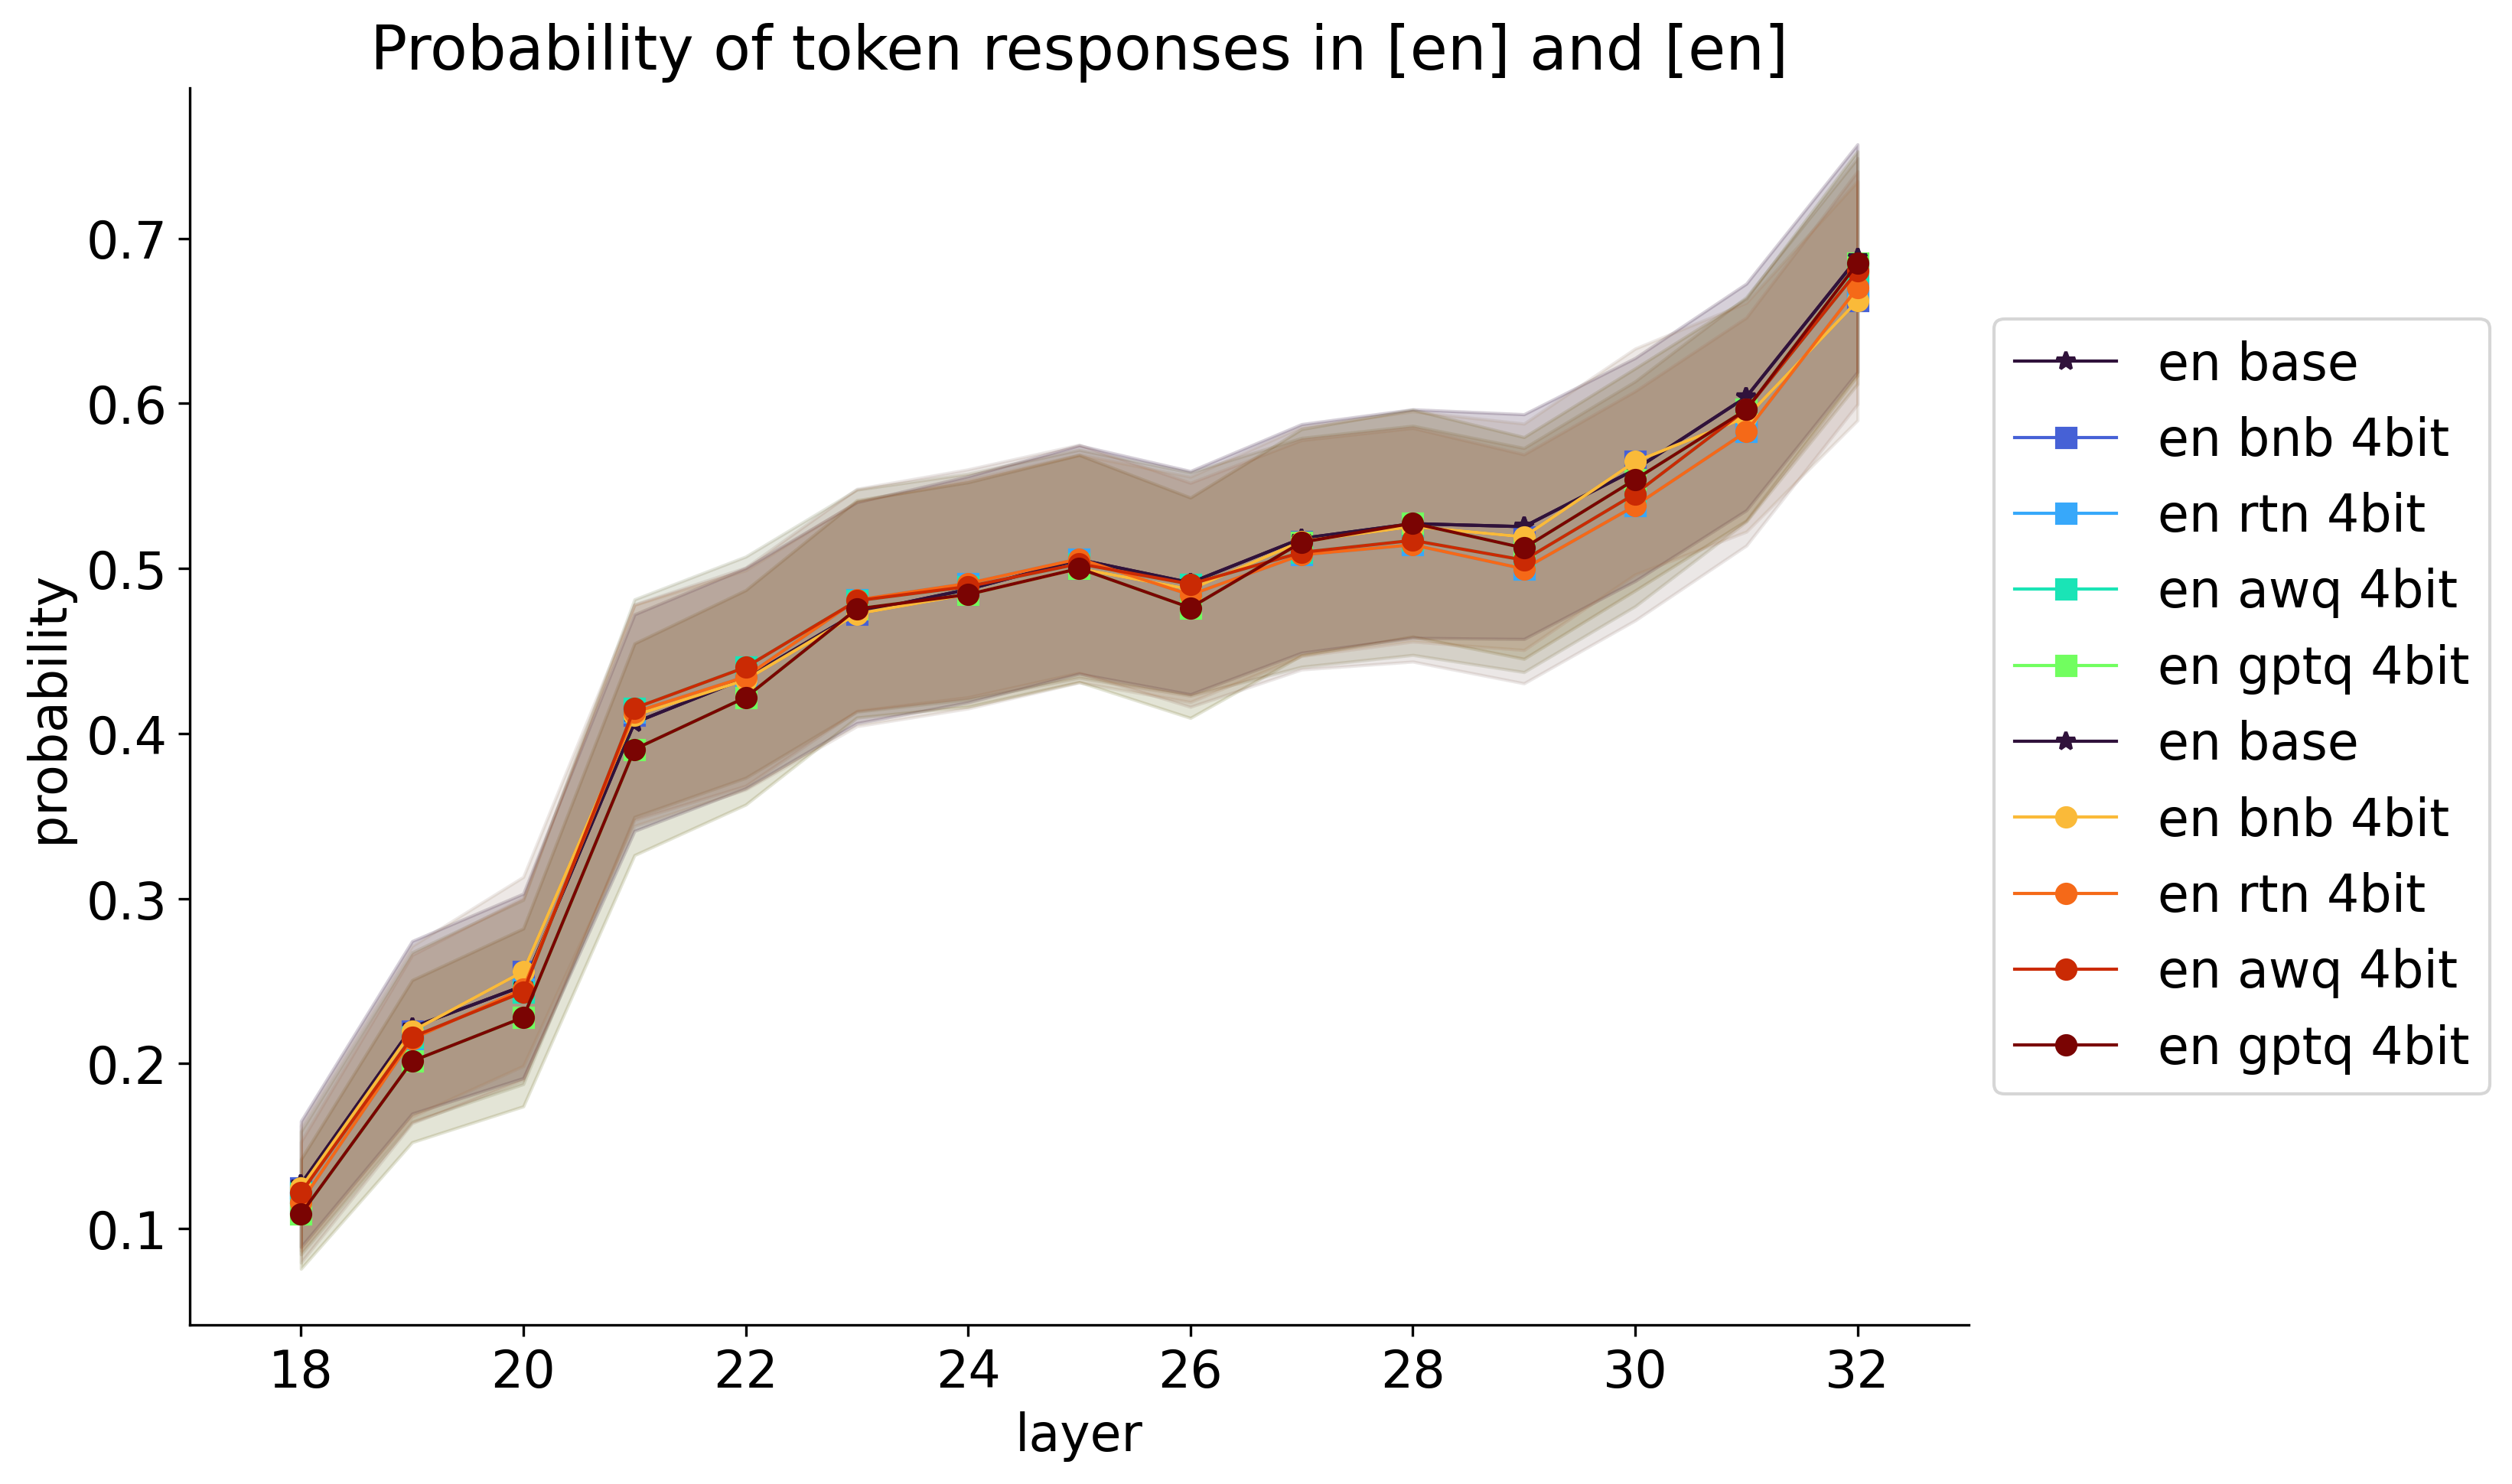 Probability of token responses in [en] and [en]
probability
0.7
0.6
0.5
0.4
0.3
0.2
0.1
18 20 22 24 26 28 30 32
layer
en base
en bnb 4bit
en rtn 4bit
en awq 4bit
en gptq 4bit
en base
en bnb 4bit
en rtn 4bit
en awq 4bit
en gptq 4bit